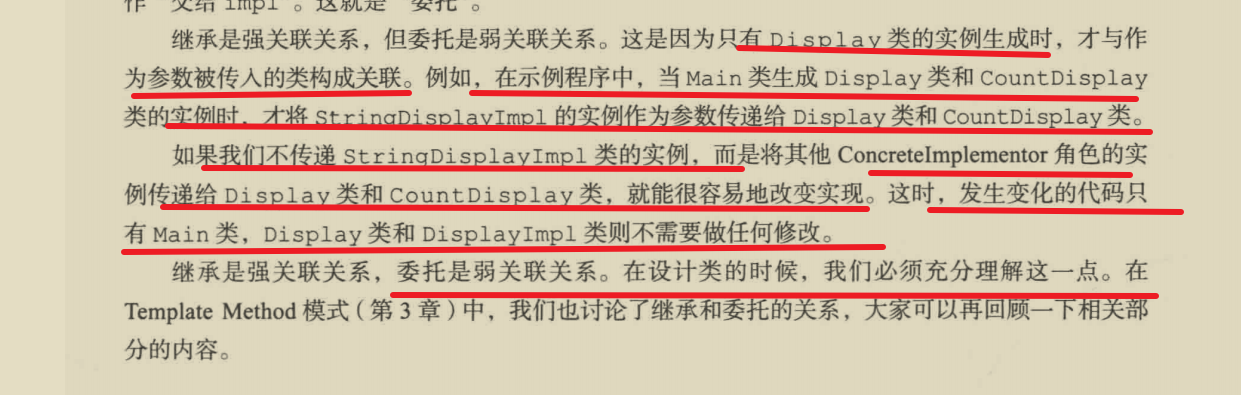 作“交给 impl”。这就是“委托”。
继承是强关联关系，但委托是弱关联关系。这是因为只有 Display 类的实例生成时，才与作
为参数被传入的类构成关联。例如，在示例程序中，当 Main 类生成 Display 类和 CountDisplay
类的实例时，才将 StringDisplayImpl 的实例作为参数传递给 Display 类和 CountDisplay 类。
如果我们不传递 StringDisplayImpl 类的实例，而是将其他 ConcreteImplementor 角色的实
例传递给 Display 类和 CountDisplay 类，就能很容易地改变实现。这时，发生变化的代码只
有 Main 类，Display 类和 DisplayImpl 类则不需要做任何修改。
继承是强关联关系，委托是弱关联关系。在设计类的时候，我们必须充分理解这一点。在
Template Method 模式（第 3 章）中，我们也讨论了继承和委托的关系，大家可以再回顾一下相关部
分的内容。